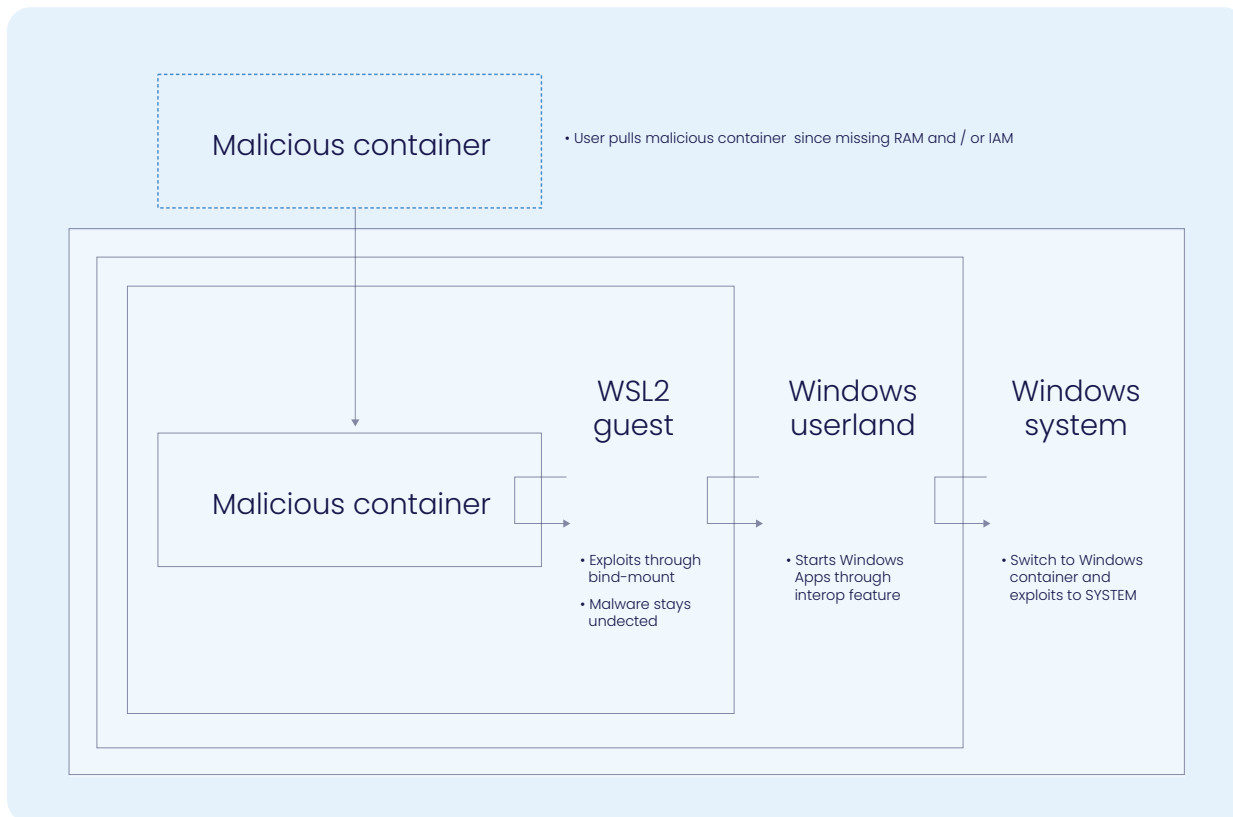 Malicious container
• User pulls malicious container  since missing RAM and / or IAM
WSL2
guest
Windows
userland
Windows
system
Malicious container
• Exploits through
bind-mount
• Malware stays
undected
• Starts Windows
Apps through
interop feature
• Switch to Windows
container and
exploits to SYSTEM